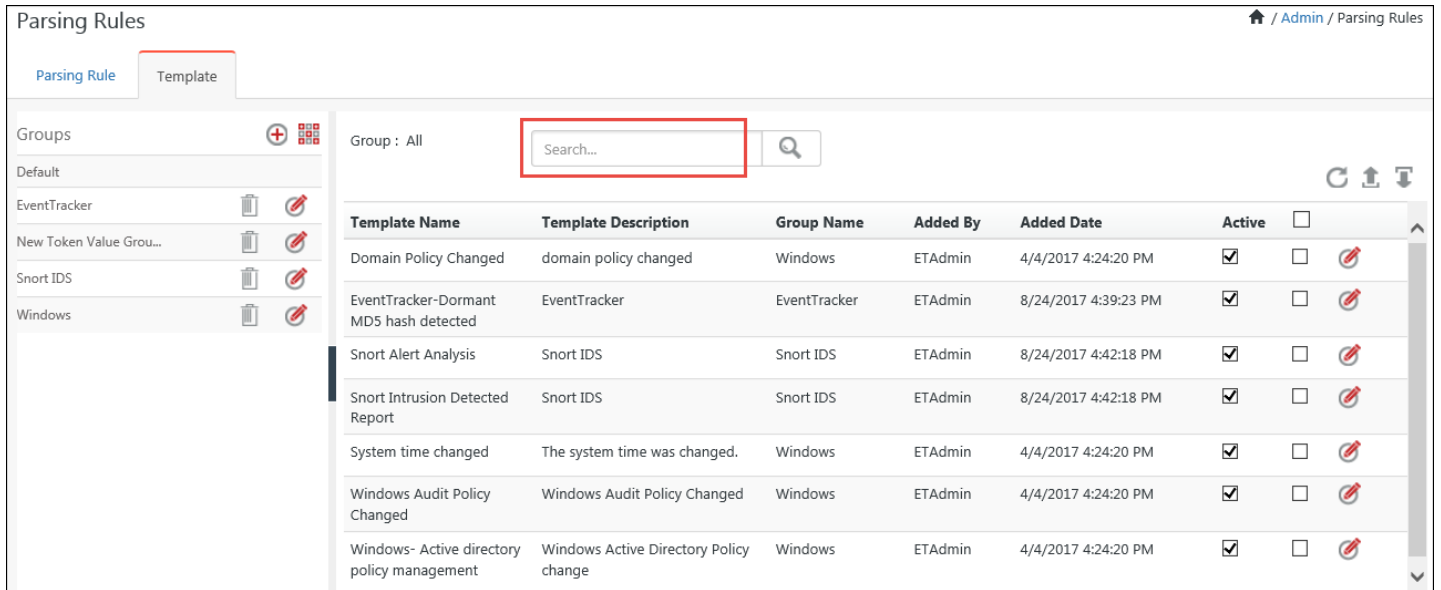 Parsing Rules
/ Admin / Parsing Rules
Parsing Rule
Template
Groups
Default
EventTracker
New Token Value Grou...
Snort IDS
Windows
Group : All
Search...
Template Name Template Description Group Name Added By Added Date Active
Domain Policy Changed domain policy changed Windows ETAdmin 4/4/2017 4:24:20 PM
EventTracker-Dormant EventTracker EventTracker ETAdmin 8/24/2017 4:39:23 PM
MD5 hash detected
Snort Alert Analysis Snort IDS Snort IDS ETAdmin 8/24/2017 4:42:18 PM
Snort Intrusion Detected Snort IDS Snort IDS ETAdmin 8/24/2017 4:42:18 PM
Report
System time changed The system time was changed. Windows ETAdmin 4/4/2017 4:24:20 PM
Windows Audit Policy Windows Audit Policy Changed Windows ETAdmin 4/4/2017 4:24:20 PM
Changed
Windows- Active directory Windows Active Directory Policy Windows ETAdmin 4/4/2017 4:24:20 PM
policy management change